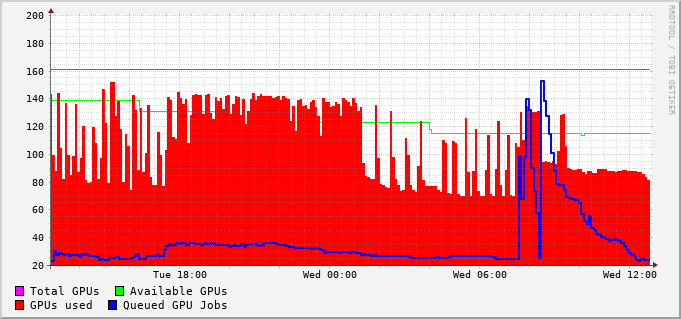 200
180
160
140
120
100
80
60
40
20
Tue 18:00 Wed 00:00 Wed 06:00 Wed 12:00
Total GPUs Available GPUs
GPUs used Queued GPU Jobs
RRDTOOL / TOBI OETIKER